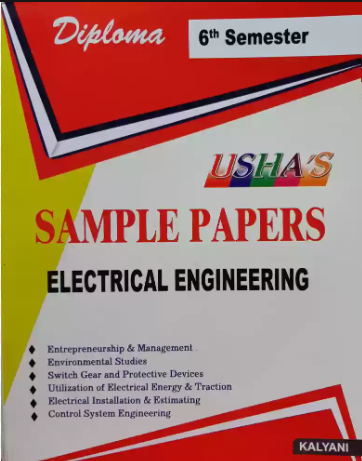 Diploma
6th Semester
USHA'S
SAMPLE PAPERS
ELECTRICAL ENGINEERING
Entrepreneurship & Management
Environmental Studies
Switch Gear and Protective Devices
Utilization of Electrical Energy & Traction
Electrical Installation & Estimating
Control System Engineering
KALYANI